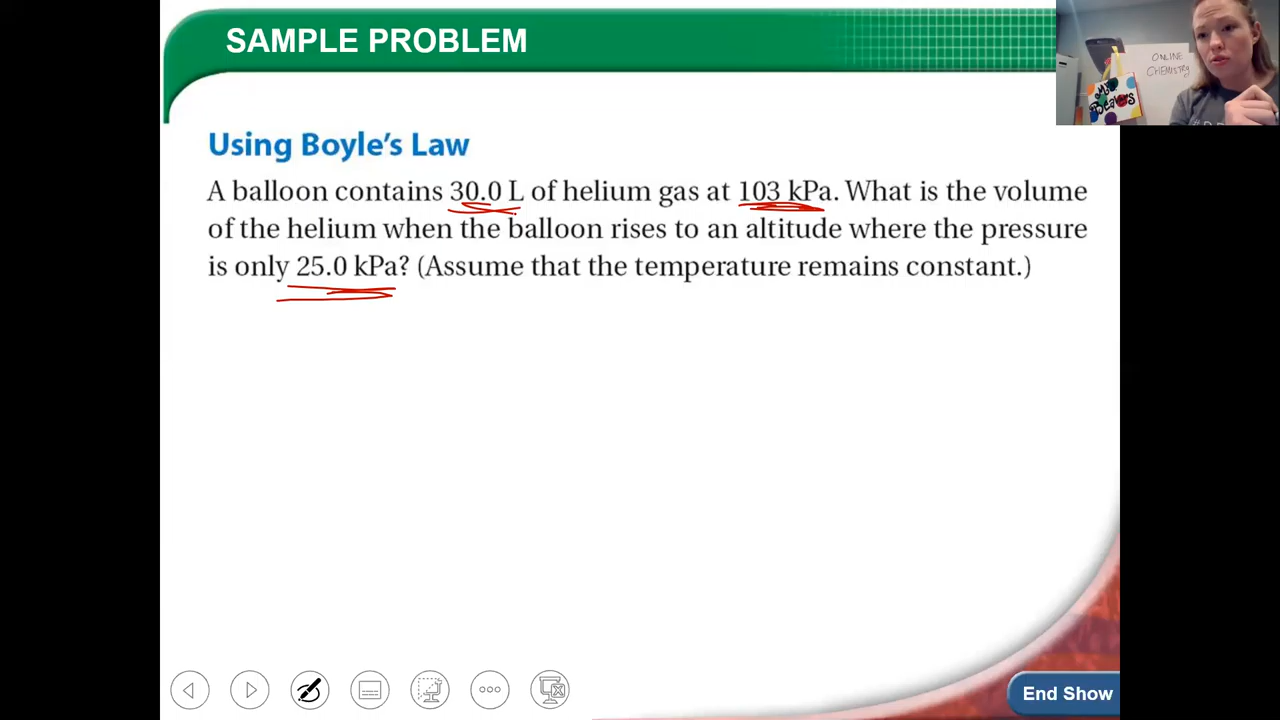 SAMPLE PROBLEM
ONLINE
CHEMISTRY
Using Boyle's Law
A balloon contains 30.0 L of helium gas at 103 kPa. What is the volume
of the helium when the balloon rises to an altitude where the pressure
is only 25.0 kPa? (Assume that the temperature remains constant.)
End Show